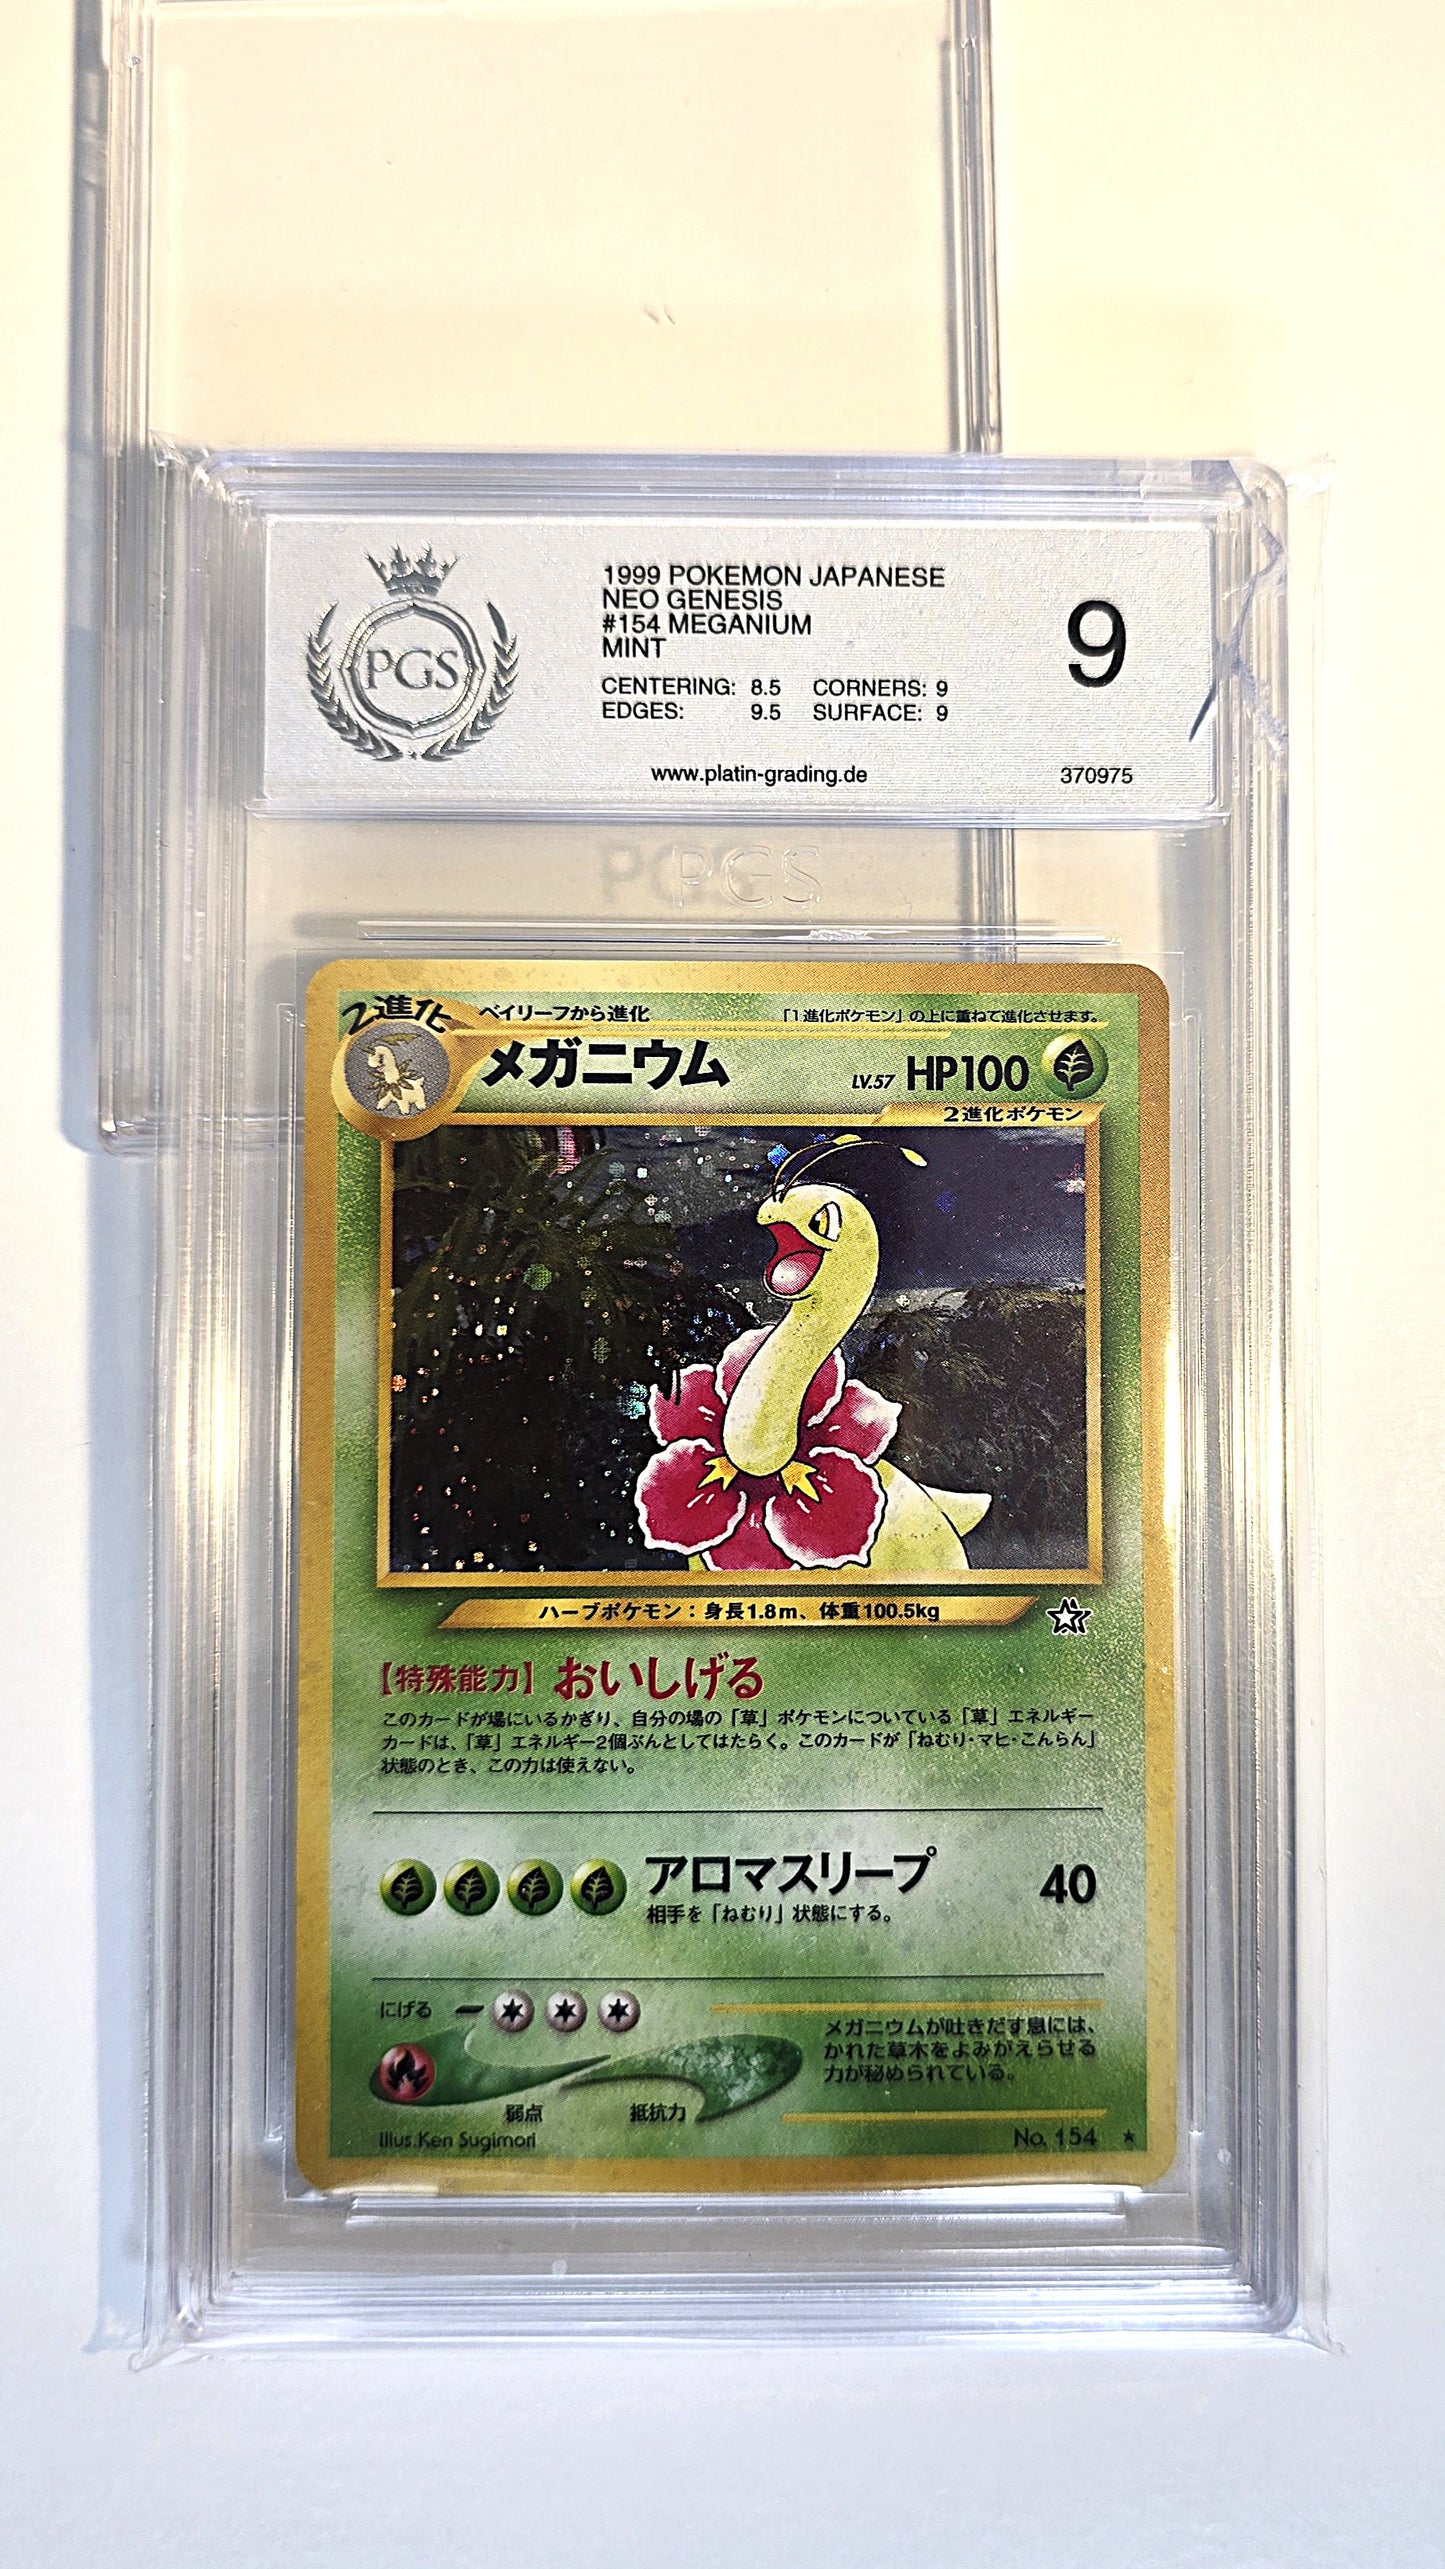 PGS
1999 POKEMON JAPANESE
NEO GENESIS
#154 MEGANIUM
MINT
CENTERING: 8.5 CORNERS: 9
EDGES: 9.5 SURFACE: 9
9
www.platin-grading.de
370975
PGS
2進化
ベイリーフから進化
「1進化ポケモン」の上に重ねて進化させます。
メガニウム
LV.57 HP100
2進化ポケモン
ハーブポケモン：身長1.8m、体重100.5kg
【特殊能力】おいしげる
このカードが場にいるかぎり、自分の場の「草」ポケモンについている「草」エネルギー
カードは、「草」エネルギー2個ぶんとしてはたらく。このカードが「ねむり・マヒ・こんらん」
状態のとき、この力は使えない。
アロマスリープ 40
相手を「ねむり」状態にする。
にげる
メガニウムが吐きだす息には、
かれた草木をよみがえらせる
力が秘められている。
弱点 抵抗力
Illus.Ken Sugimori
No. 154 ★